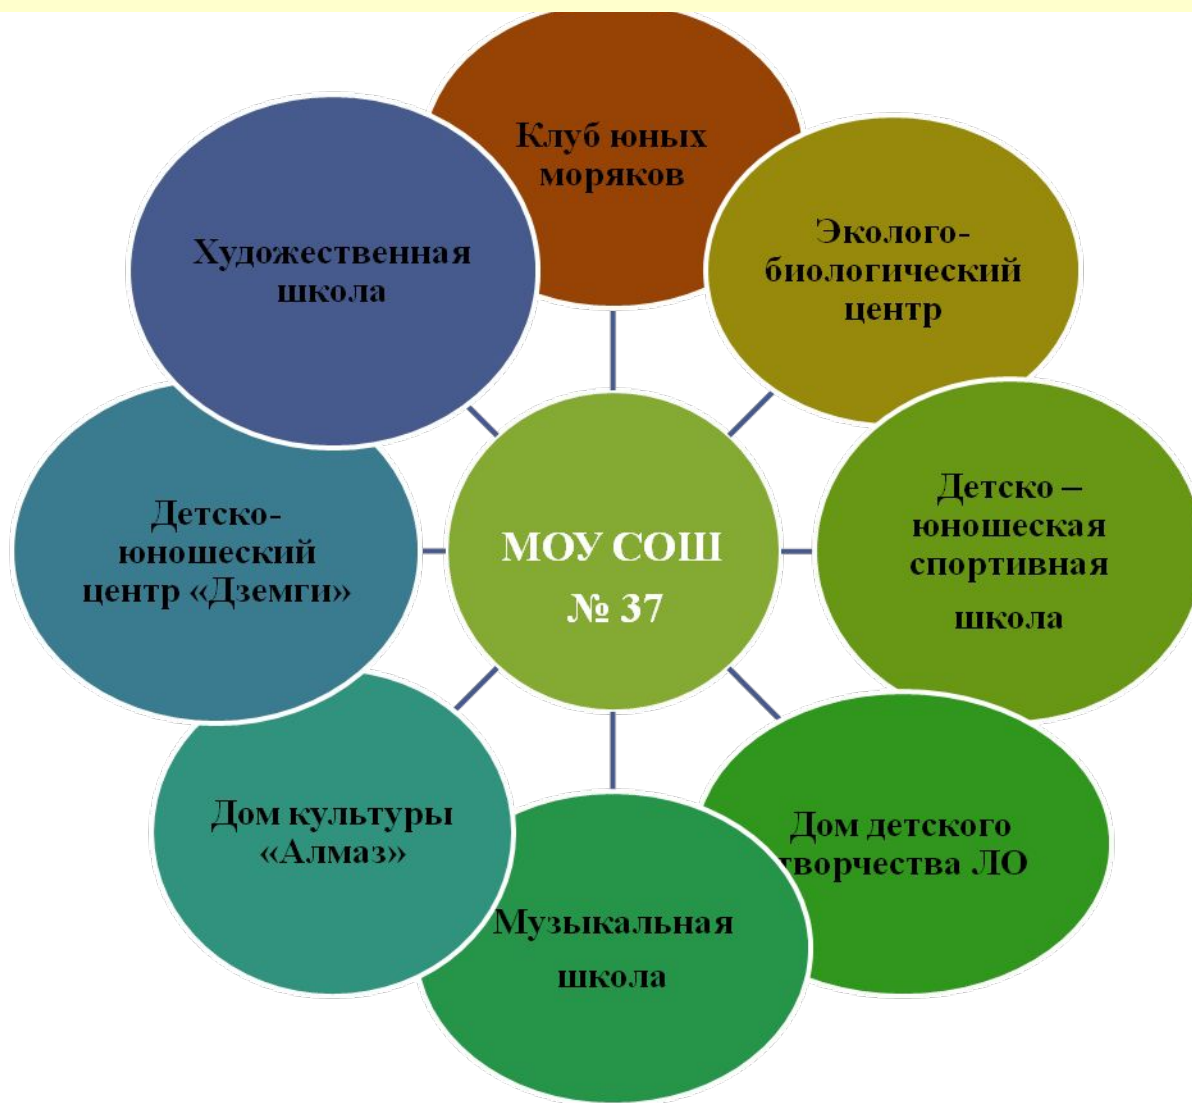 Клуб юных
моряков
Эколого-
биологический
центр
Детско –
юношеская
спортивная
школа
Дом детского
творчества ЛО
Музыкальная
школа
Дом культуры
«Алмаз»
Детско-
юношеский
центр «Дземги»
Художественная
школа
МОУ СОШ
№ 37